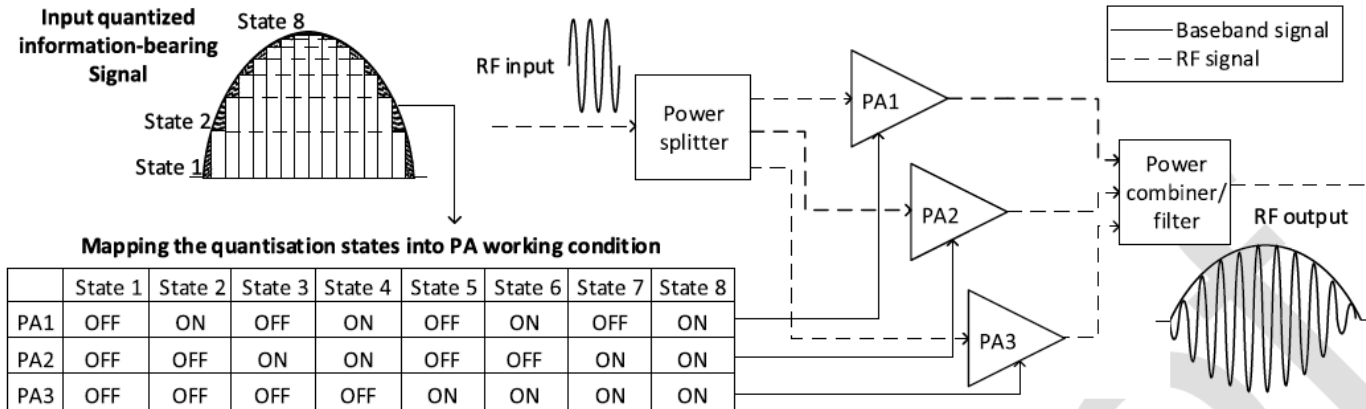 Input quantized
information-bearing
Signal
State 8
State 2
State 1
RF input
Power
splitter
PA1
PA2
PA3
Baseband signal
RF signal
Power
combiner/
filter
RF output
Mapping the quantisation states into PA working condition
State 1 State 2 State 3 State 4 State 5 State 6 State 7 State 8
PA1 OFF ON OFF ON OFF ON OFF ON
PA2 OFF OFF ON ON OFF OFF ON ON
PA3 OFF OFF OFF OFF ON ON ON ON